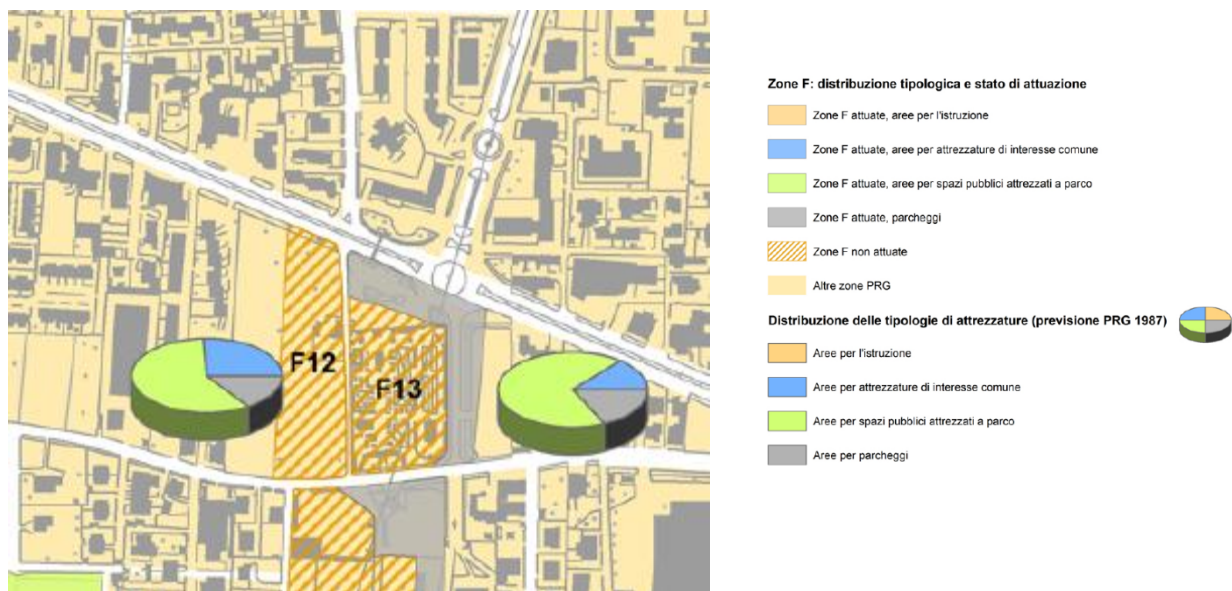 Zone F: distribuzione tipologica e stato di attuazione
Zone F attuate, aree per l'istruzione
Zone F attuate, aree per attrezzature di interesse comune
Zone F attuate, aree per spazi pubblici attrezzati a parco
Zone F attuate, parcheggi
Zone F non attuate
Altre zone PRG
Distribuzione delle tipologie di attrezzature (previsione PRG 1987)
Aree per l'istruzione
Aree per attrezzature di interesse comune
Aree per spazi pubblici attrezzati a parco
Aree per parcheggi
F12
F13